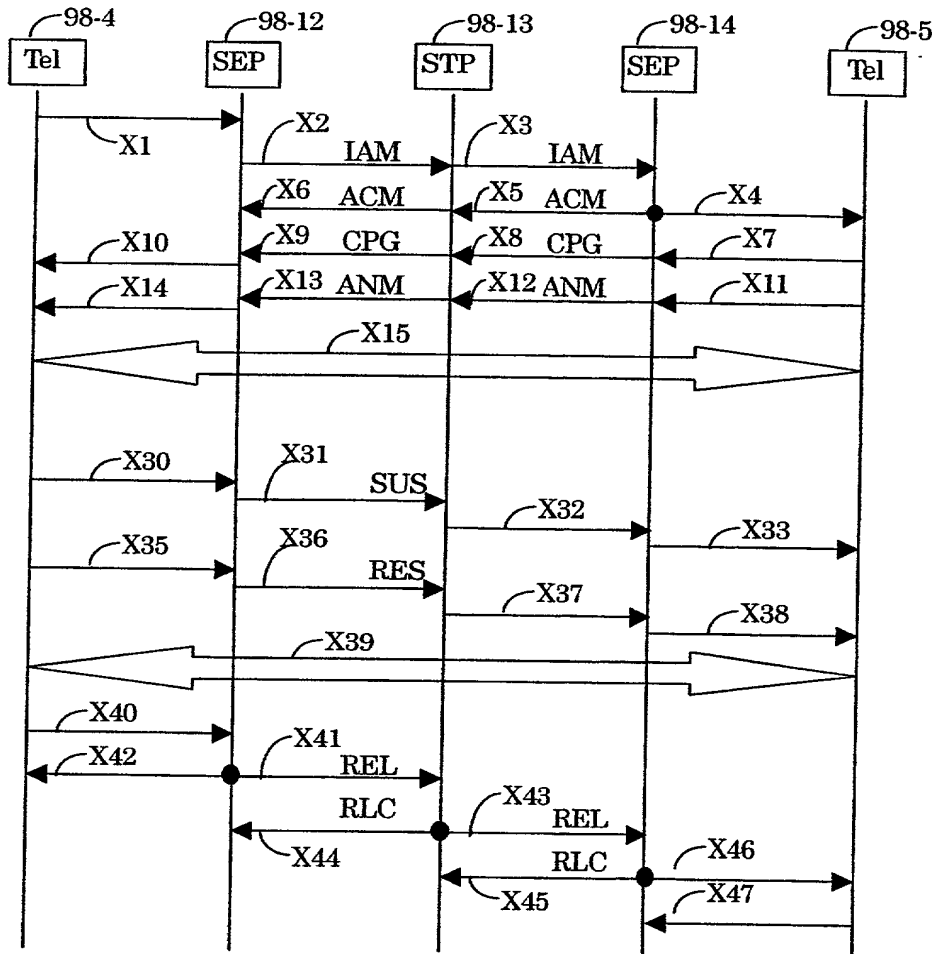 98-4 98-12 98-13 98-14 98-5
Tel SEP STP SEP Tel
X1
X2 IAM X3 IAM
X6 ACM X5 ACM X4
X10 X9 CPG X8 CPG X7
X14 X13 ANM X12 ANM X11
X15
X30 X31 SUS
X32 X33
X35 X36 RES
X37 X38
X39
X40
X42 X41 REL
RLC X43 REL
X44
RLC X46
X45 X47